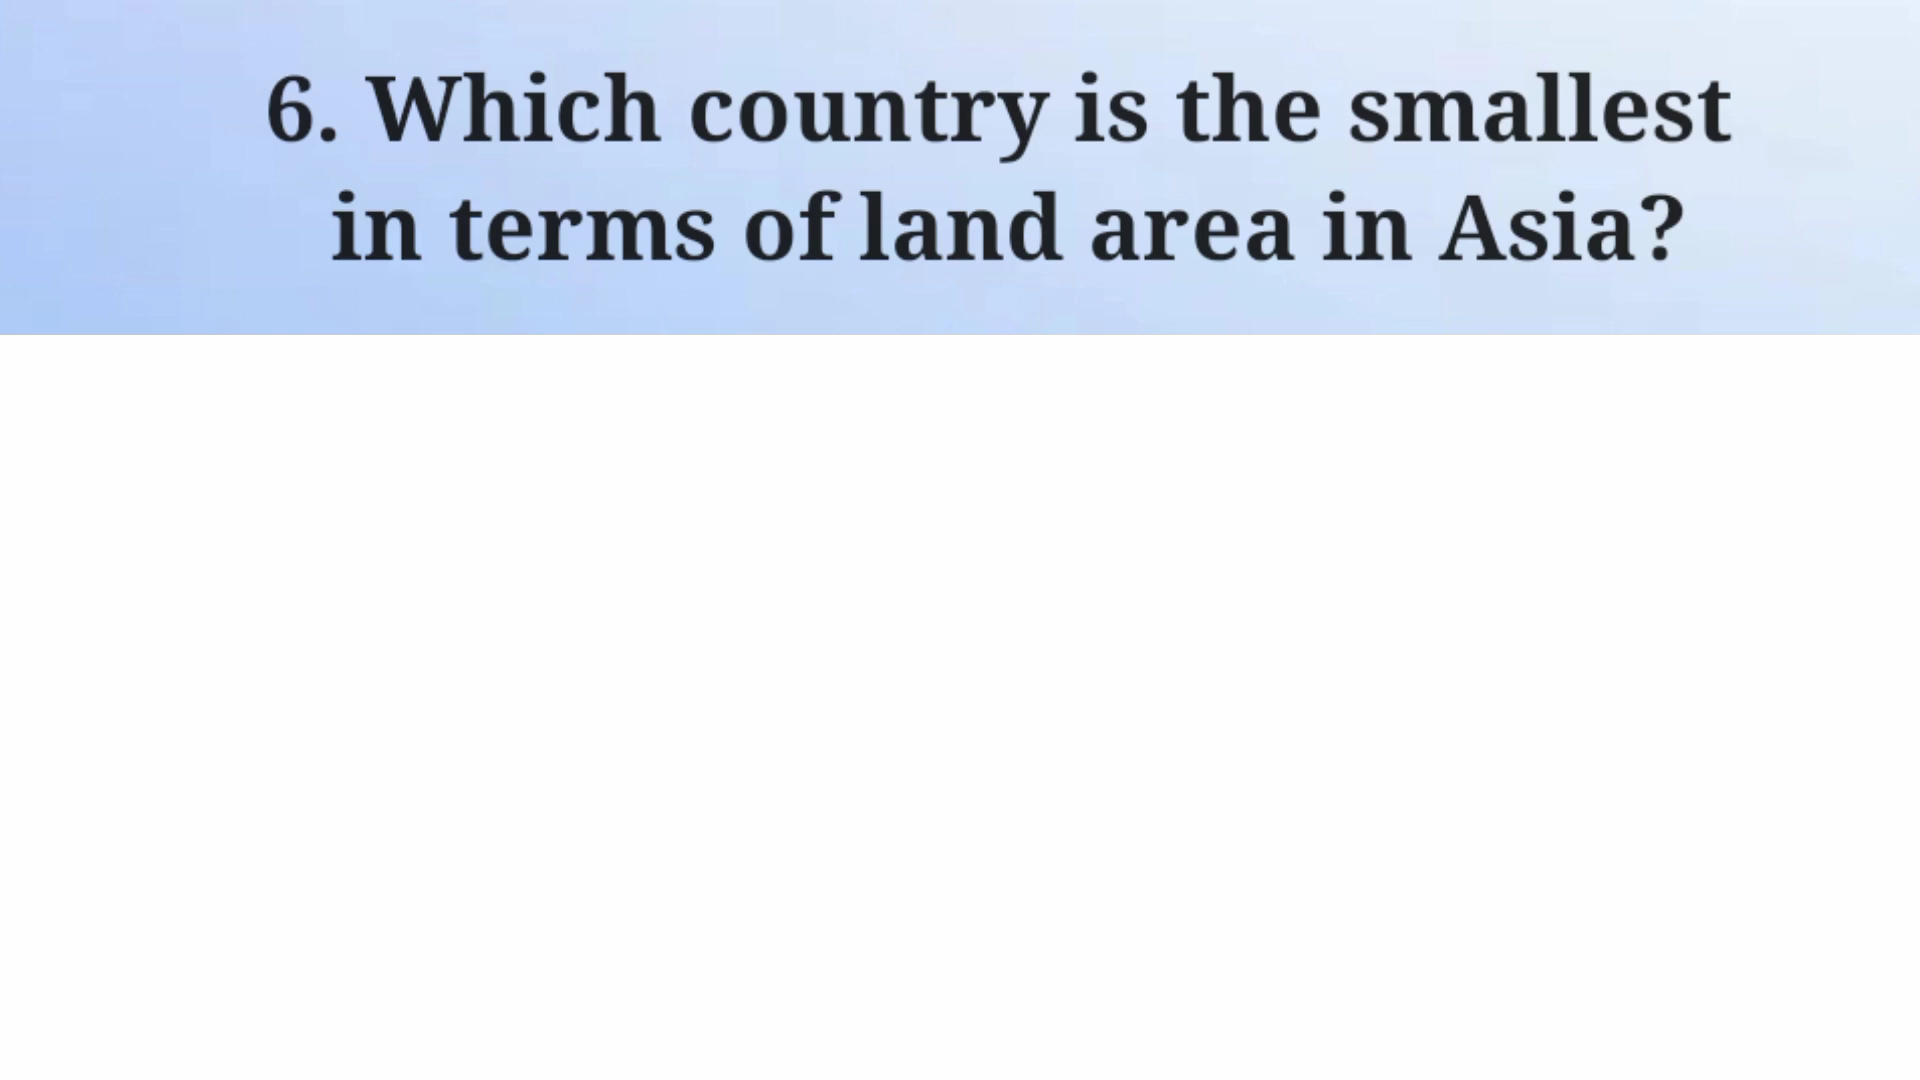 6. Which country is the smallest
in terms of land area in Asia?